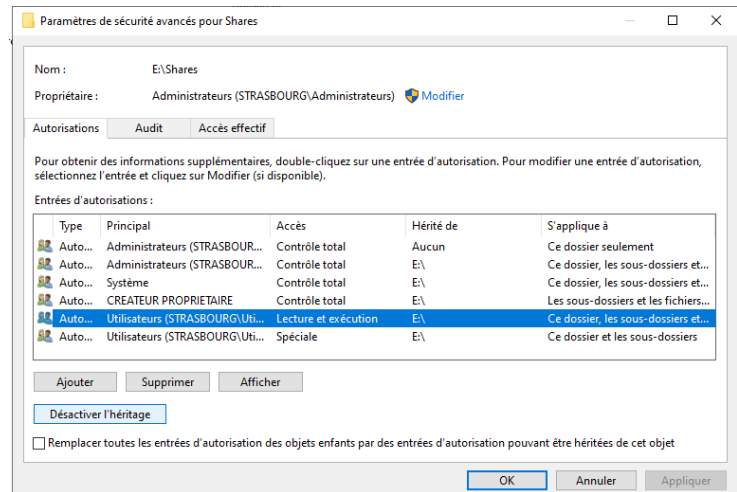 Paramètres de sécurité avancés pour Shares
Nom :
E:\Shares
Propriétaire :
Administrateurs (STRASBOURG\Administrateurs)
Modifier
Autorisations
Audit
Accès effectif
Pour obtenir des informations supplémentaires, double-cliquez sur une entrée d'autorisation. Pour modifier une entrée d'autorisation,
sélectionnez l'entrée et cliquez sur Modifier (si disponible).
Entrées d'autorisations :
Type Principal Accès Hérité de S'applique à
Auto... Administrateurs (STRASBOUR... Contrôle total Aucun Ce dossier seulement
Auto... Administrateurs (STRASBOUR... Contrôle total E:\ Ce dossier, les sous-dossiers et...
Auto... Système Contrôle total E:\ Ce dossier, les sous-dossiers et...
Auto... CREATEUR PROPRIETAIRE Contrôle total E:\ Les sous-dossiers et les fichiers...
Auto... Utilisateurs (STRASBOURG\Uti... Lecture et exécution E:\ Ce dossier, les sous-dossiers et...
Auto... Utilisateurs (STRASBOURG\Uti... Spéciale E:\ Ce dossier et les sous-dossiers
Ajouter
Supprimer
Afficher
Désactiver l'héritage
Remplacer toutes les entrées d'autorisation des objets enfants par des entrées d'autorisation pouvant être héritées de cet objet
OK
Annuler
Appliquer